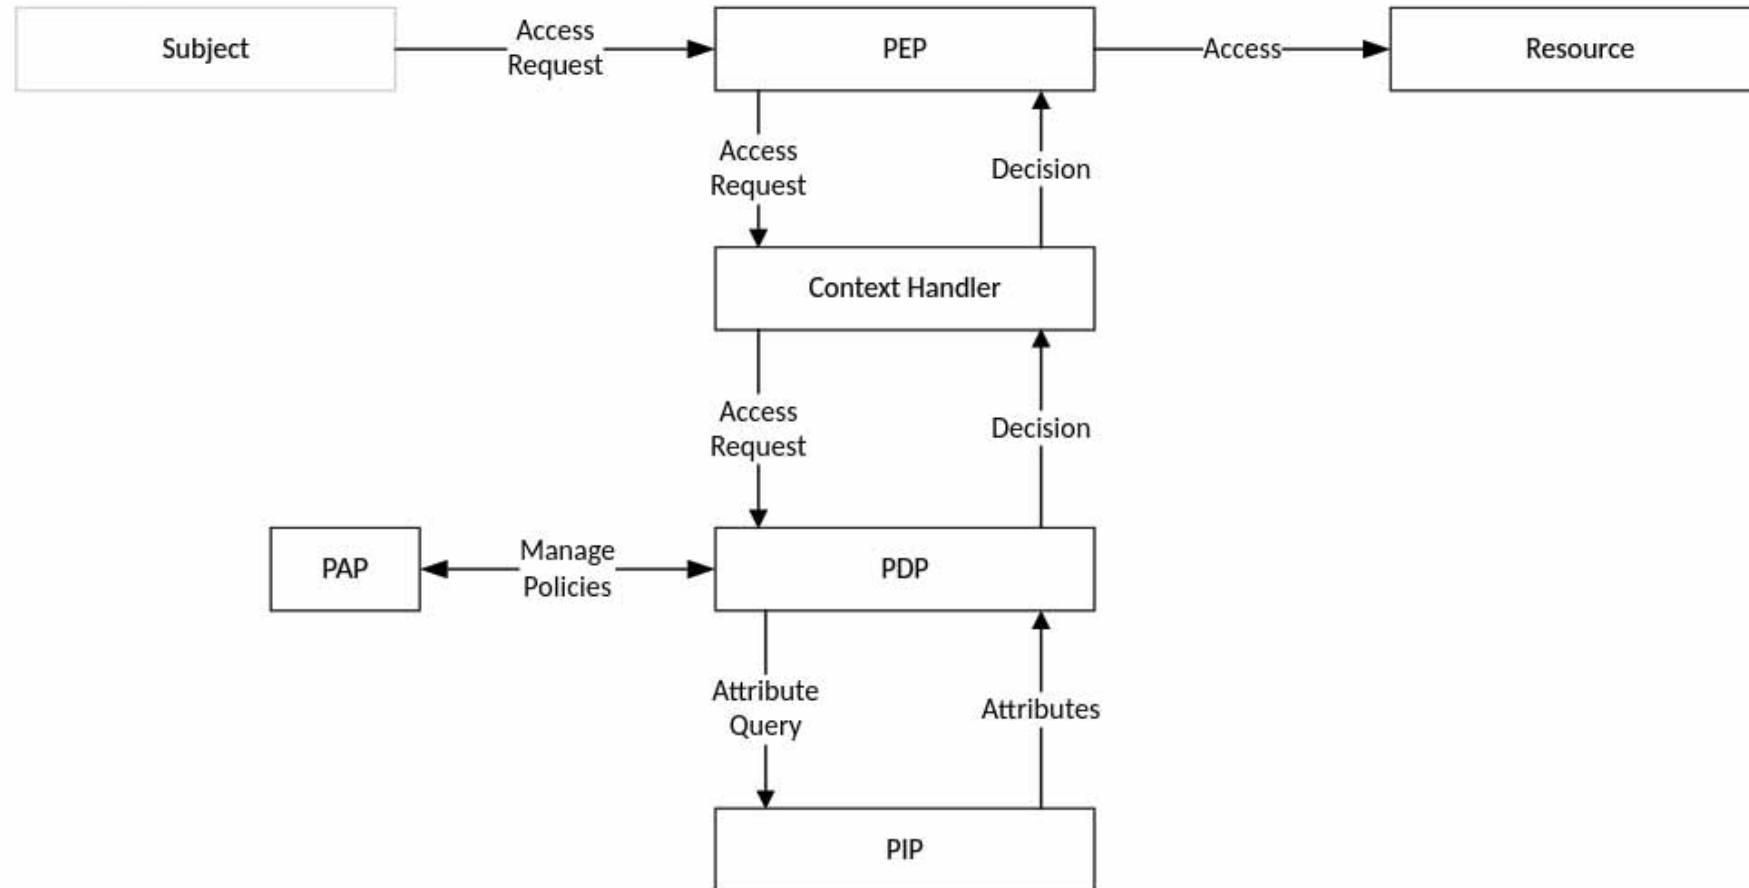 Subject
Access
Request
PEP
Access
Resource
Access
Request
Decision
Context Handler
Access
Request
Decision
PAP
Manage
Policies
PDP
Attribute
Query
Attributes
PIP